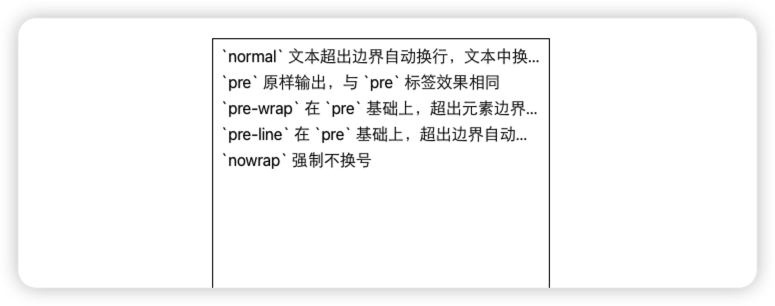 `normal` 文本超出边界自动换行，文本中换...
`pre` 原样输出，与 `pre` 标签效果相同
`pre-wrap` 在 `pre` 基础上，超出元素边界...
`pre-line` 在 `pre` 基础上，超出边界自动...
`nowrap` 强制不换号